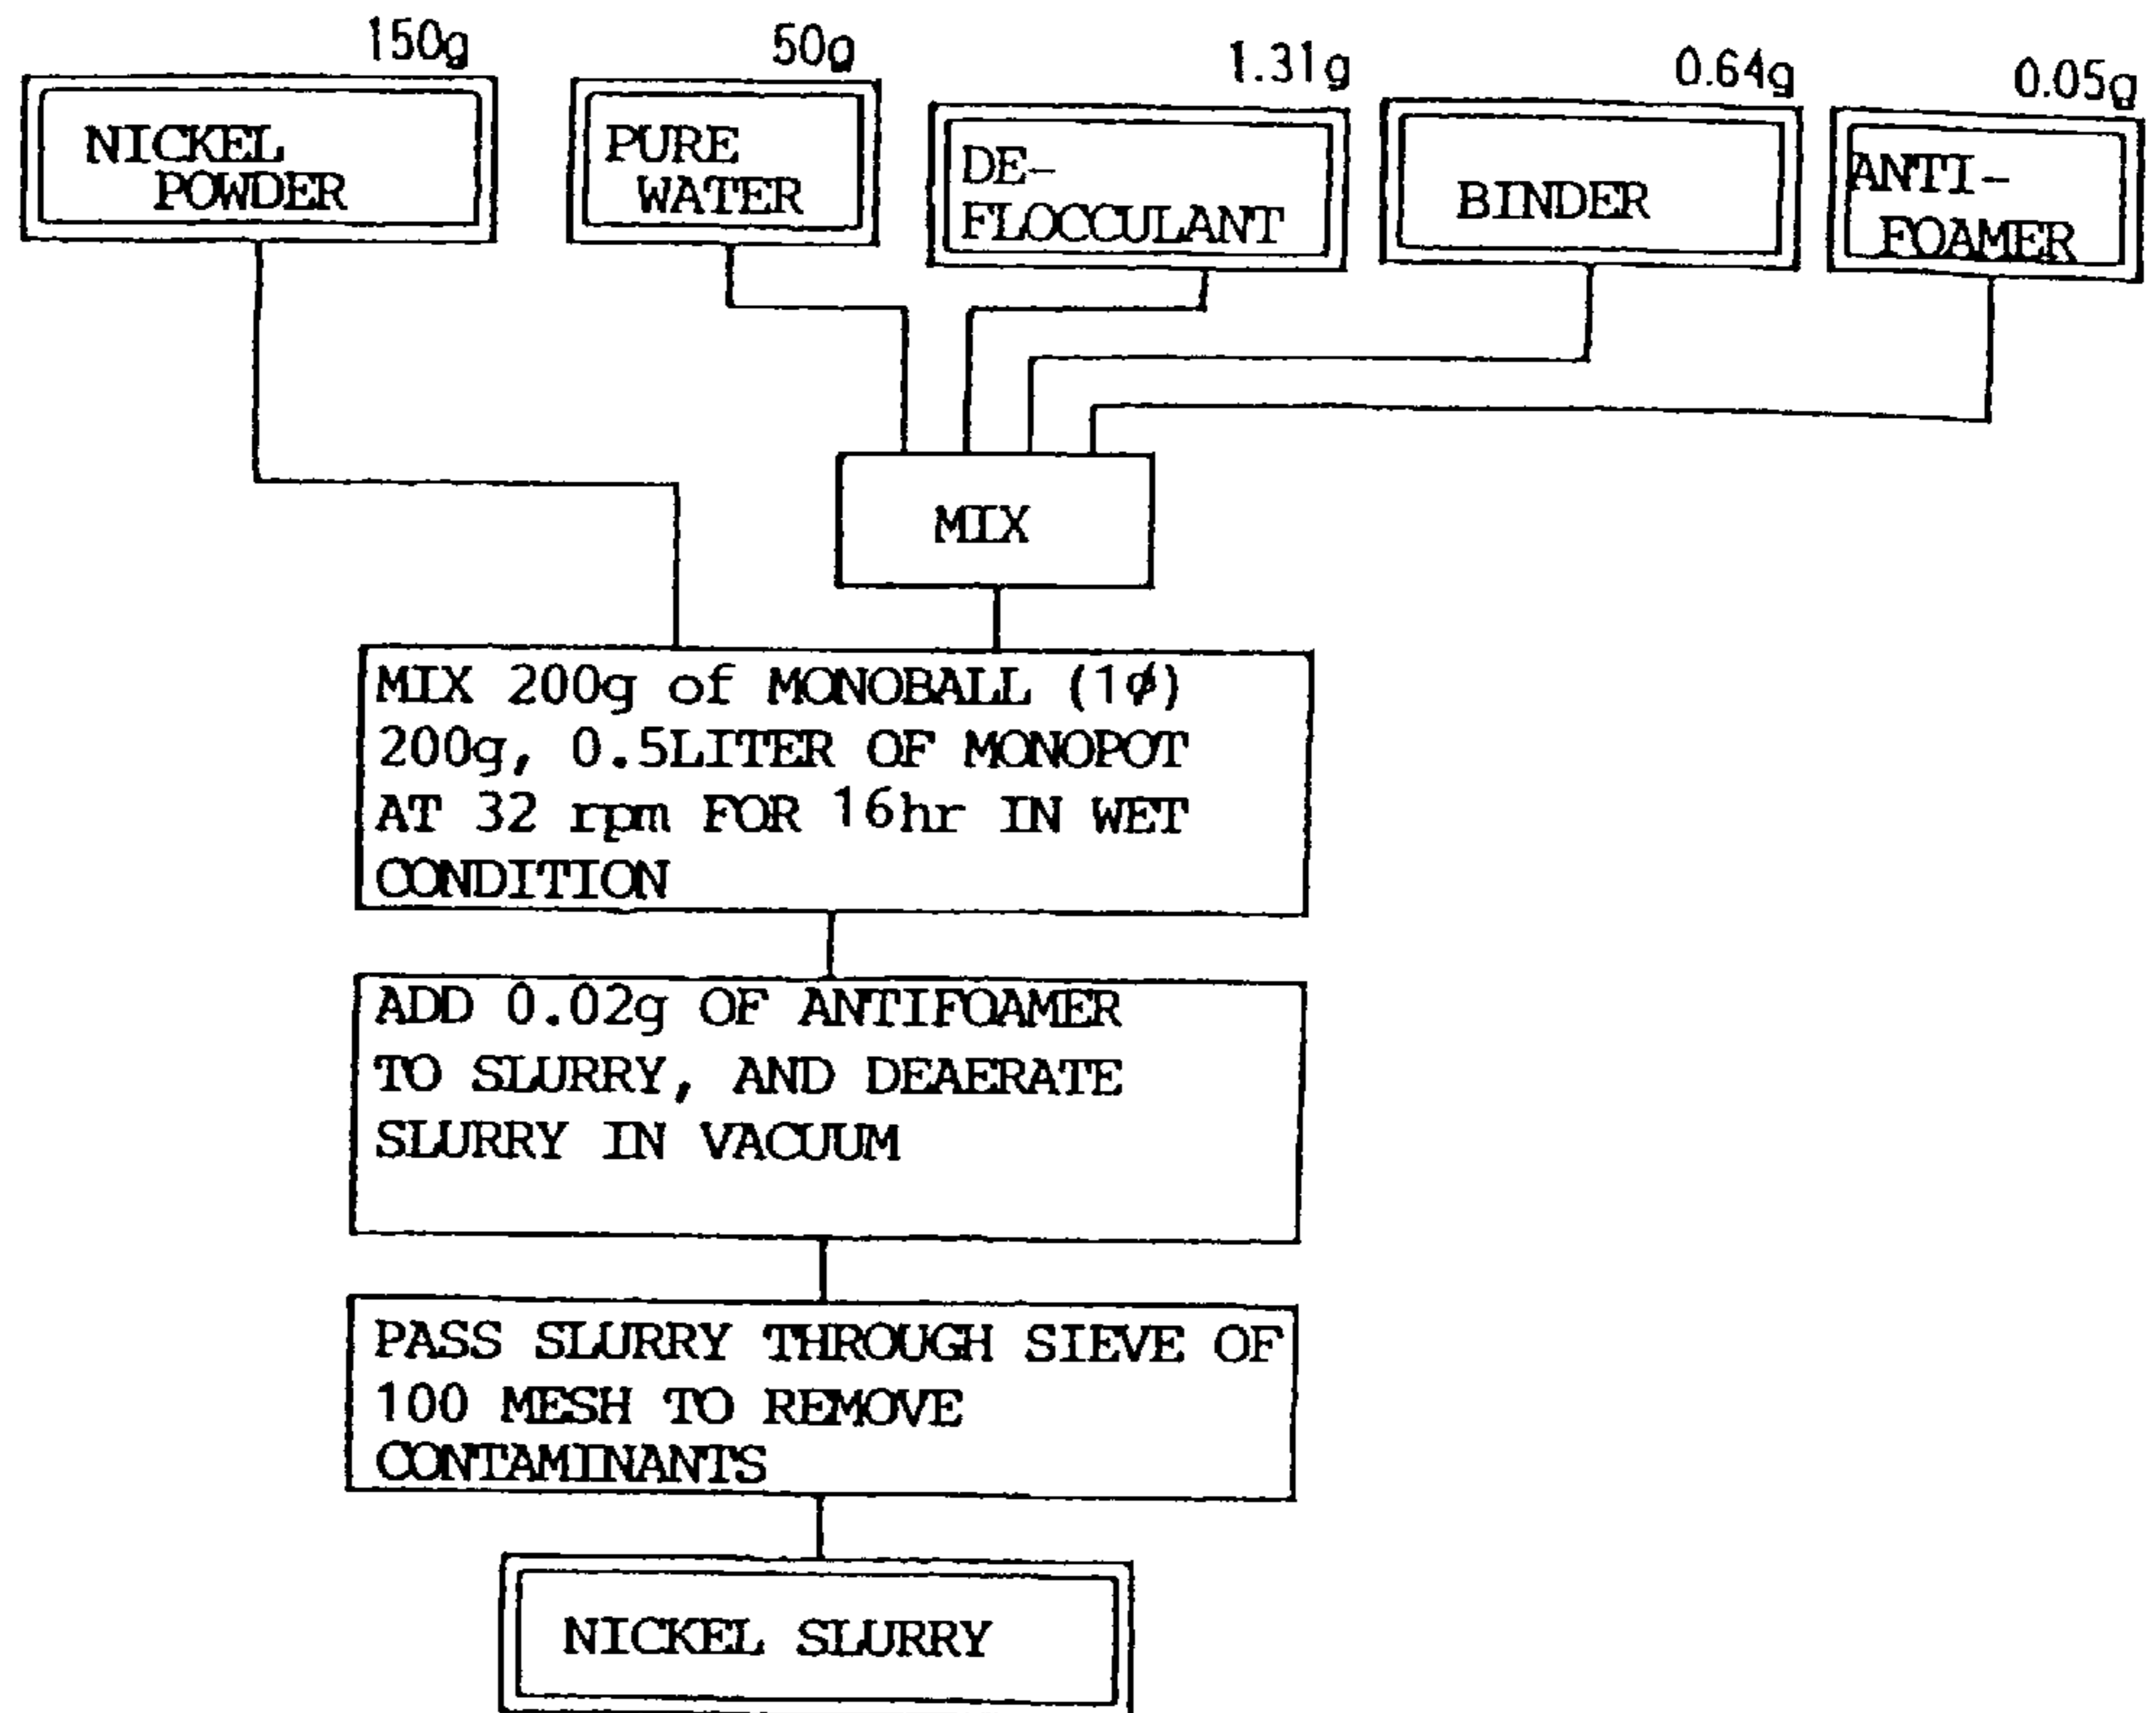 150g
50g
1.31g
0.64g
0.05g
NICKEL
POWDER
PURE
WATER
DE-
FLOCCULANT
BINDER
ANTI-
FOAMER
MIX
MIX 200g of MONOBALL (1ø)
200g, 0.5LITER OF MONOPOT
AT 32 rpm FOR 16hr IN WET
CONDITION
ADD 0.02g OF ANTIFOAMER
TO SLURRY, AND DEAERATE
SLURRY IN VACUUM
PASS SLURRY THROUGH SIEVE OF
100 MESH TO REMOVE
CONTAMINANTS
NICKEL SLURRY